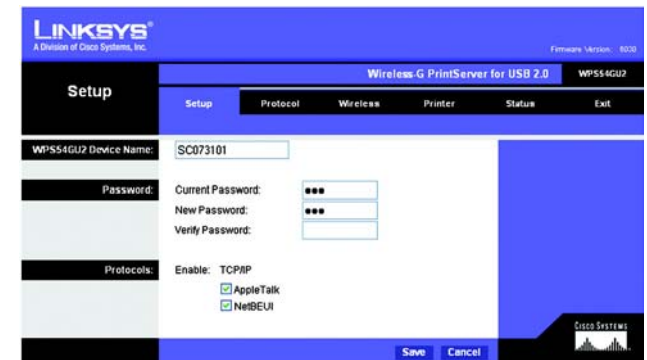 LINKSYS®
A Division of Cisco Systems, Inc.
Firmware Version: 6030
Wireless-G PrintServer for USB 2.0 WPS54GU2
Setup
Setup Protocol Wireless Printer Status Exit
WPS54GU2 Device Name: SC073101
Password: Current Password: ●●●
New Password: ●●●
Verify Password:
Protocols: Enable: TCP/IP
AppleTalk
NetBEUI
Save Cancel
CISCO SYSTEMS